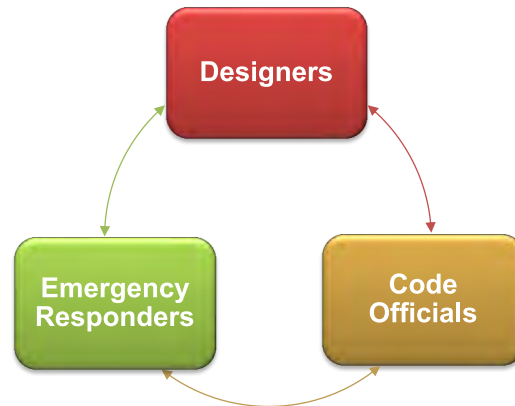 Designers
Emergency
Responders
Code
Officials